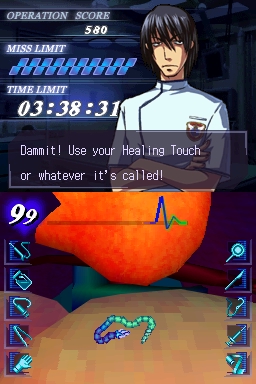 OPERATION SCORE
580
MISS LIMIT
TIME LIMIT
03:38:31
Dammit! Use your Healing Touch
or whatever it's called!
99